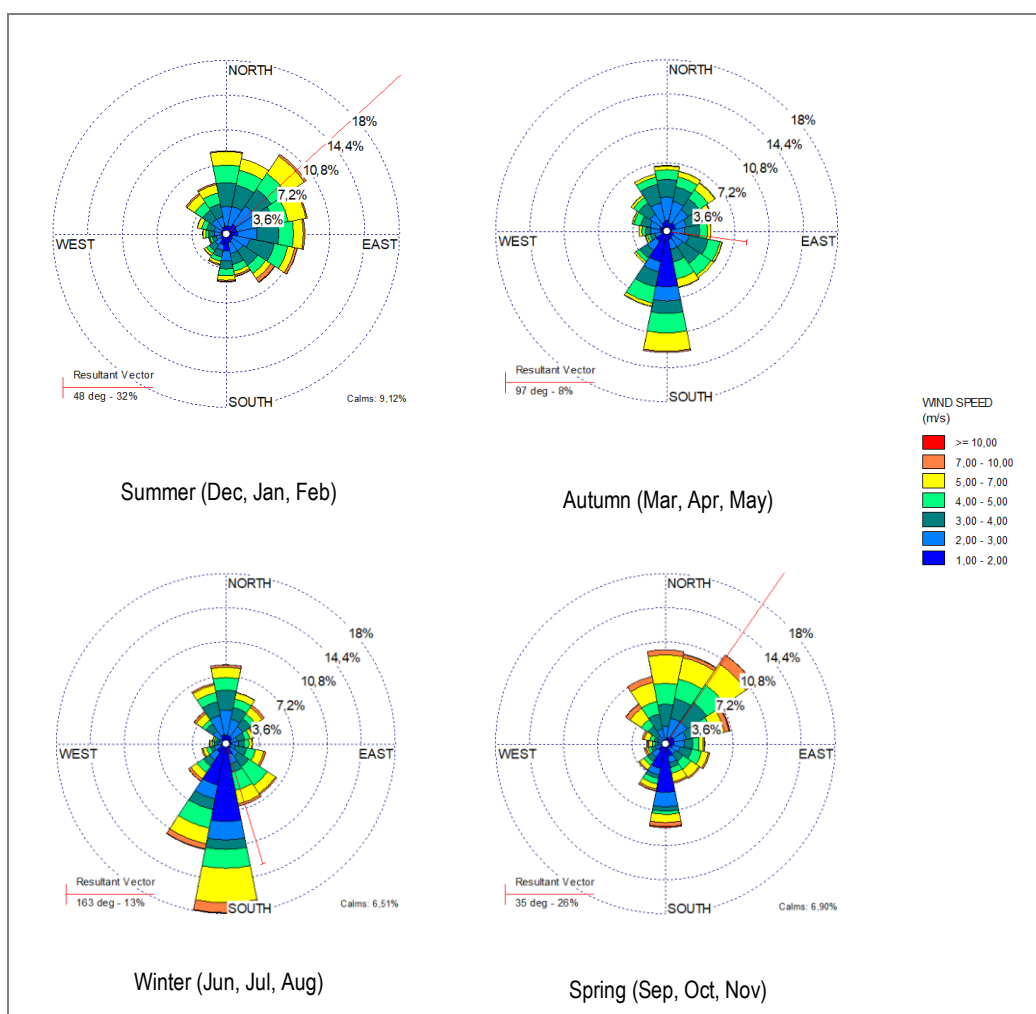 NORTH
18%
14,4%
10,8%
7,2%
3,6%
WEST
EAST
Resultant Vector
48 deg - 32%
SOUTH
Calms: 9,12%
Summer (Dec, Jan, Feb)
NORTH
18%
14,4%
10,8%
7,2%
3,6%
WEST
EAST
Resultant Vector
97 deg - 8%
SOUTH
Autumn (Mar, Apr, May)
WIND SPEED
(m/s)
>= 10,00
7,00 - 10,00
5,00 - 7,00
4,00 - 5,00
3,00 - 4,00
2,00 - 3,00
1,00 - 2,00
NORTH
18%
14,4%
10,8%
7,2%
3,6%
WEST
EAST
Resultant Vector
163 deg - 13%
SOUTH
Calms: 6,51%
Winter (Jun, Jul, Aug)
NORTH
18%
14,4%
10,8%
7,2%
3,6%
WEST
EAST
Resultant Vector
35 deg - 26%
SOUTH
Calms: 6,90%
Spring (Sep, Oct, Nov)